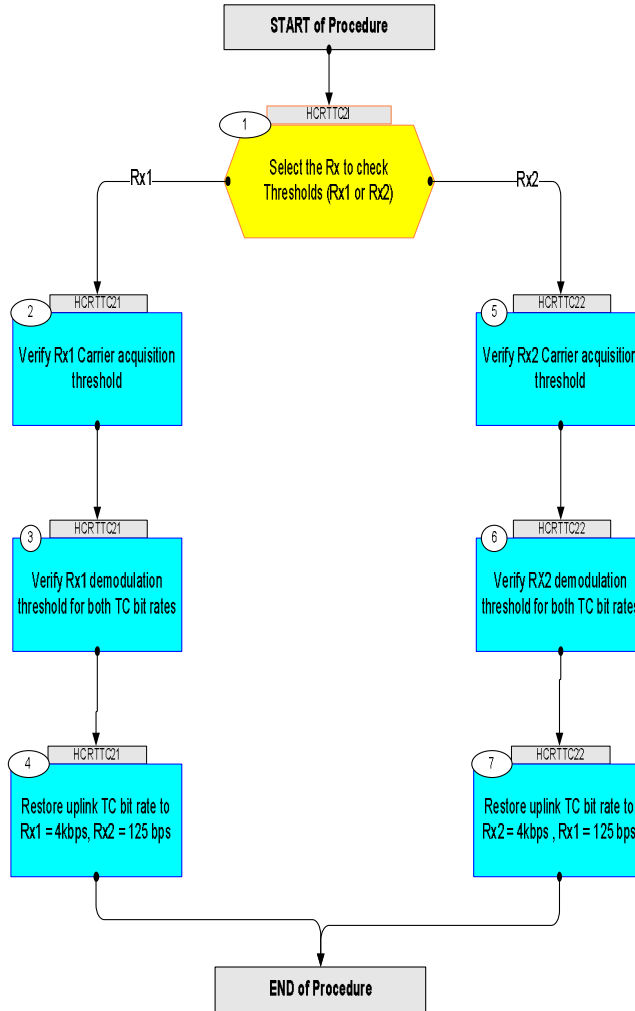 START of Procedure
HCRTTC2I
1
Select the Rx to check
Thresholds (Rx1 or Rx2)
Rx1
Rx2
HCRTTC21
2
Verify Rx1 Carrier acquisition
threshold
HCRTTC22
5
Verify Rx2 Carrier acquisition
threshold
HCRTTC21
3
Verify Rx1 demodulation
threshold for both TC bit rates
HCRTTC22
6
Verify RX2 demodulation
threshold for both TC bit rates
HCRTTC21
4
Restore uplink TC bit rate to
Rx1 = 4kbps, Rx2 = 125 bps
HCRTTC22
7
Restore uplink TC bit rate to
Rx2 = 4kbps , Rx1 = 125 bps
END of Procedure